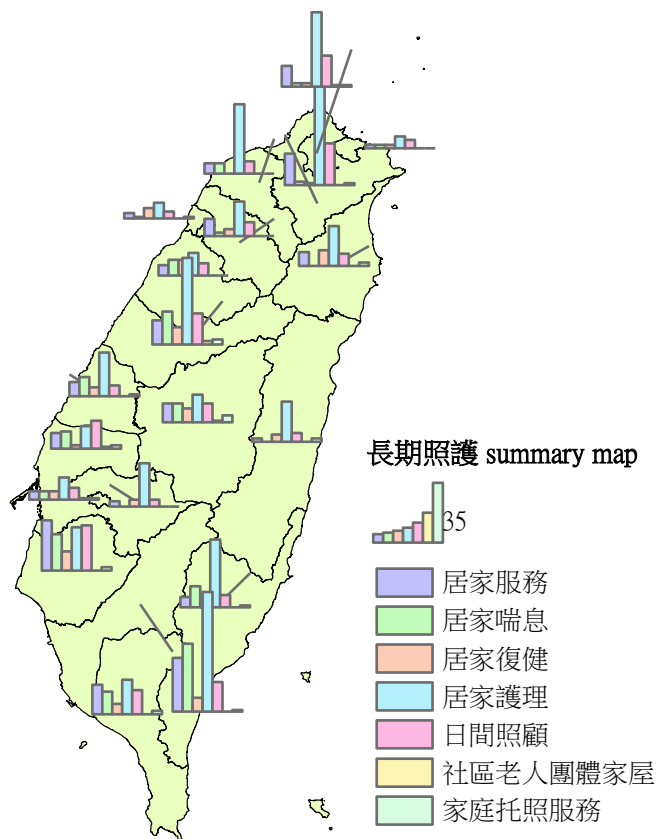 長期照護 summary map
35
居家服務
居家喘息
居家復健
居家護理
日間照顧
社區老人團體家屋
家庭托照服務